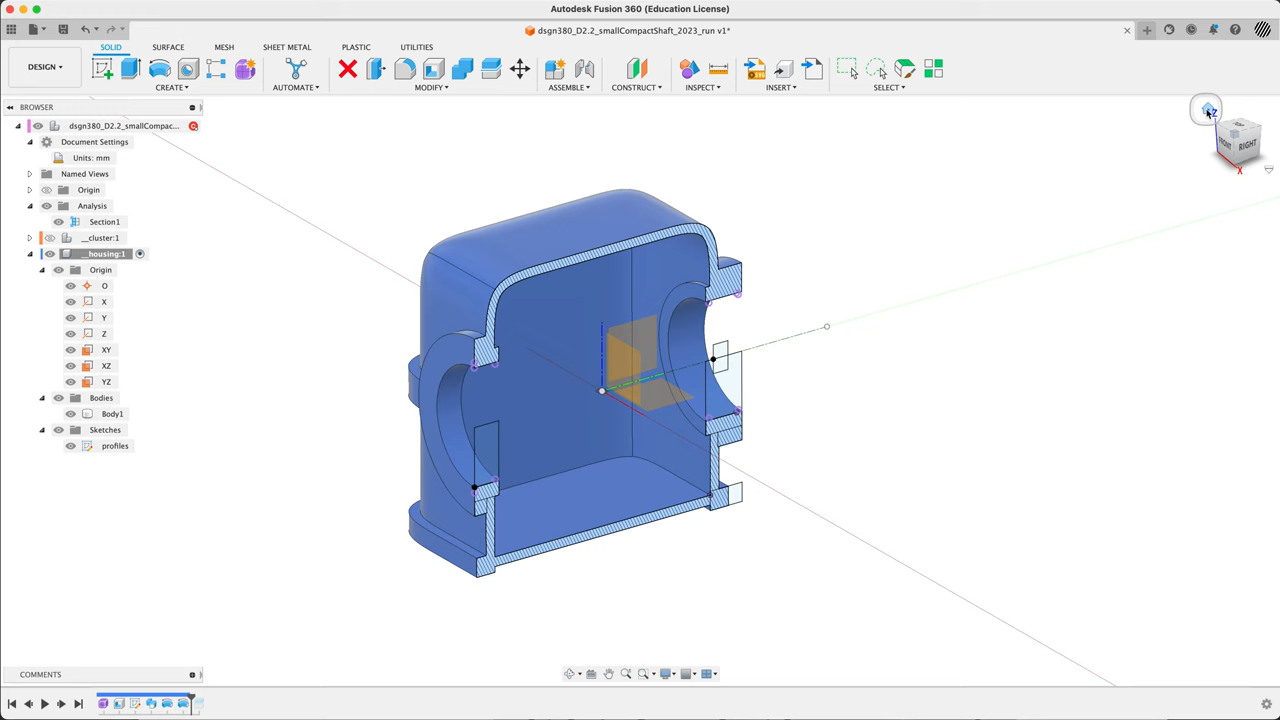 Autodesk Fusion 360 (Education License)
dsgn380_D2.2_smallCompactShaft_2023_run v1*
SOLID SURFACE MESH SHEET METAL PLASTIC UTILITIES
DESIGN
CREATE AUTOMATE MODIFY ASSEMBLE CONSTRUCT INSPECT INSERT SELECT
BROWSER
dsgn380_D2.2_smallCompac...
Document Settings
Units: mm
Named Views
Origin
Analysis
Section1
__cluster:1
__housing:1
Origin
O
X
Y
Z
XY
XZ
YZ
Bodies
Body1
Sketches
profiles
Z
FRONT RIGHT
X
COMMENTS